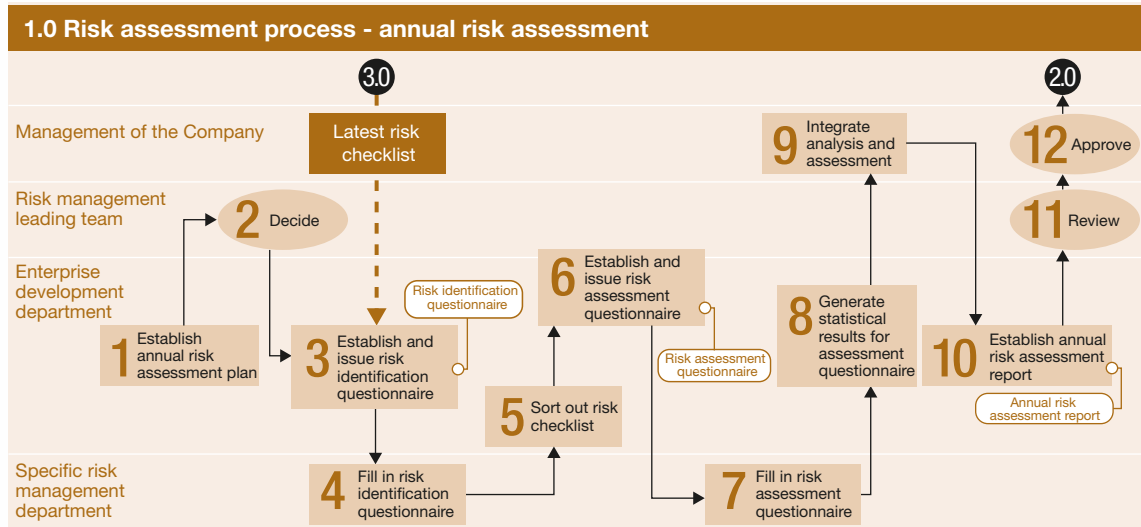 1.0 Risk assessment process - annual risk assessment
3.0
2.0
Management of the Company
Latest risk
checklist
9 Integrate
analysis and
assessment
12 Approve
Risk management
leading team
2 Decide
11 Review
Enterprise
development
department
1 Establish
annual risk
assessment plan
3 Establish and
issue risk
identification
questionnaire
Risk identification
questionnaire
5 Sort out risk
checklist
6 Establish and
issue risk
assessment
questionnaire
Risk assessment
questionnaire
8 Generate
statistical
results for
assessment
questionnaire
10 Establish annual
risk assessment
report
Annual risk
assessment report
Specific risk
management
department
4 Fill in risk
identification
questionnaire
7 Fill in risk
assessment
questionnaire